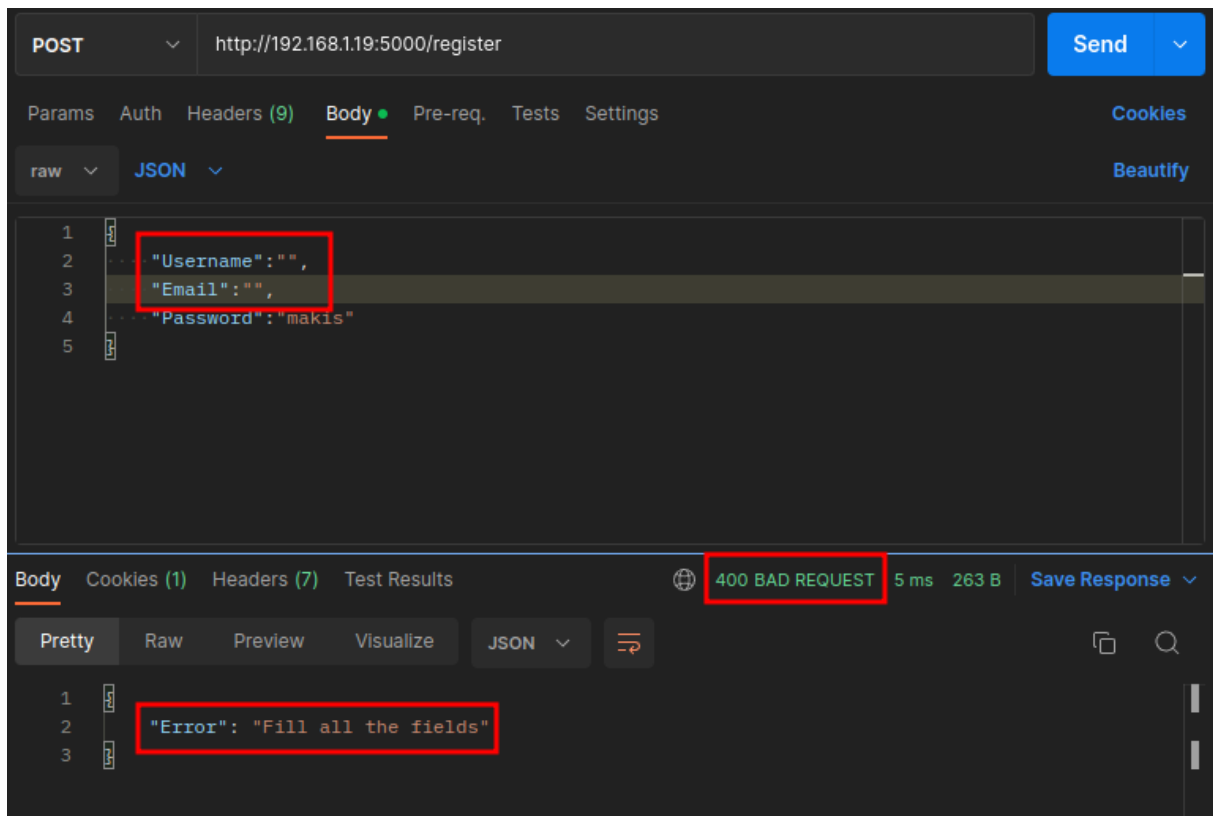 POST http://192.168.1.19:5000/register Send
Params Auth Headers (9) Body Pre-req. Tests Settings Cookies
raw JSON Beautify
1 {
2 "Username":"",
3 "Email":"",
4 "Password":"makis"
5 }
Body Cookies (1) Headers (7) Test Results 400 BAD REQUEST 5 ms 263 B Save Response
Pretty Raw Preview Visualize JSON
1 {
2 "Error": "Fill all the fields"
3 }